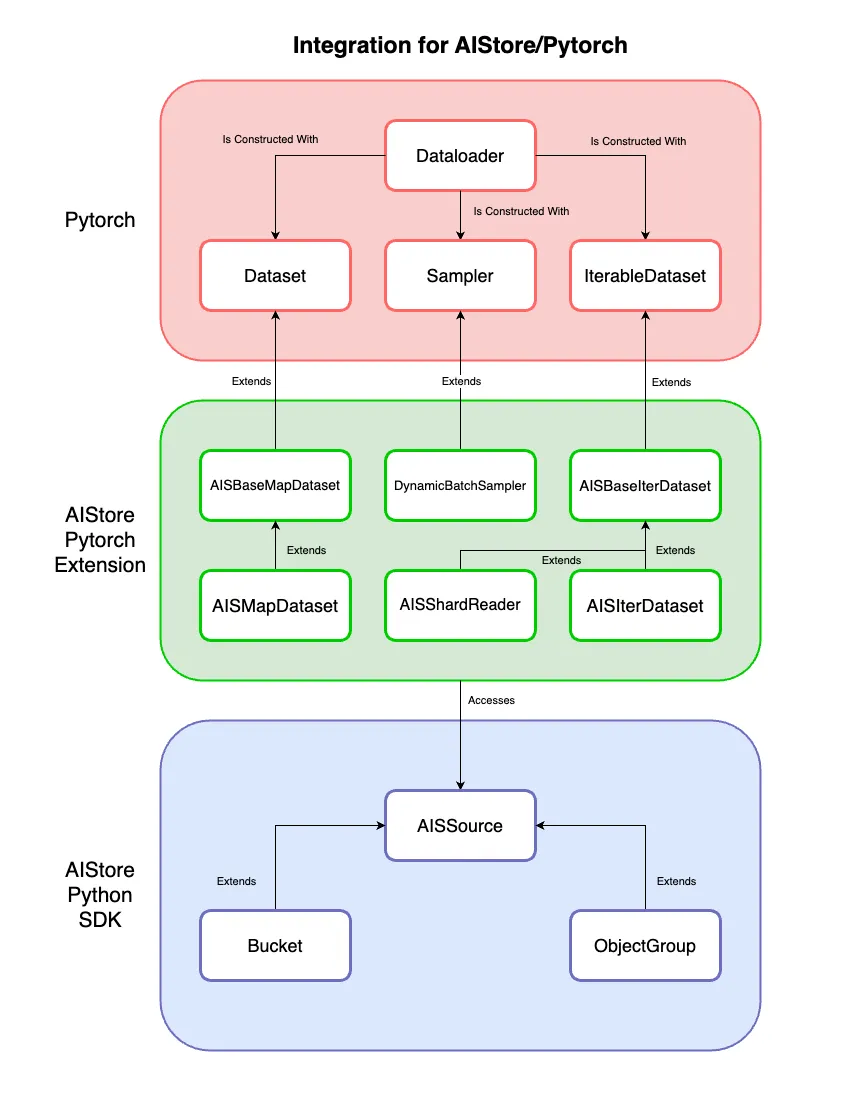 Integration for AIStore/Pytorch
Is Constructed With
Dataloader
Is Constructed With
Is Constructed With
Pytorch
Dataset
Sampler
IterableDataset
Extends
Extends
Extends
AISBaseMapDataset
DynamicBatchSampler
AISBaseIterDataset
AIStore
Pytorch
Extension
Extends
Extends
Extends
AISMapDataset
AISShardReader
AISIterDataset
Accesses
AISSource
AIStore
Python
SDK
Extends
Extends
Bucket
ObjectGroup